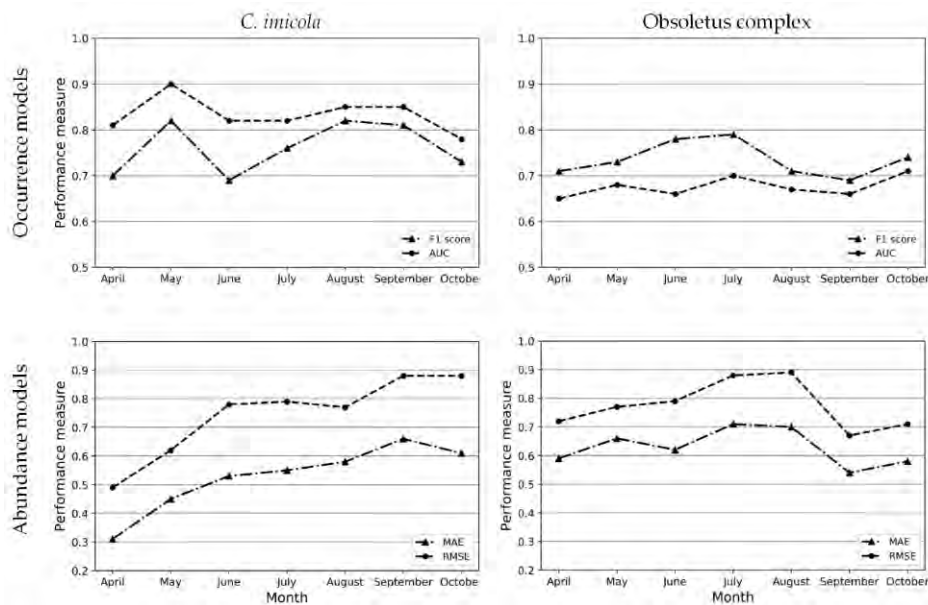 C. imicola
Obsoletus complex
Occurrence models
Performance measure
1.0
0.9
0.8
0.7
0.6
0.5
F1 score
AUC
April
May
June
July
August
September
Octobe
Performance measure
1.0
0.9
0.8
0.7
0.6
0.5
F1 score
AUC
April
May
June
July
August
September
October
Abundance models
Performance measure
1.0
0.9
0.8
0.7
0.6
0.5
0.4
0.3
0.2
MAE
RMSE
April
May
June
July
August
September
Octobe
Month
Performance measure
1.0
0.9
0.8
0.7
0.6
0.5
0.4
0.3
0.2
MAE
RMSE
April
May
June
July
August
September
October
Month